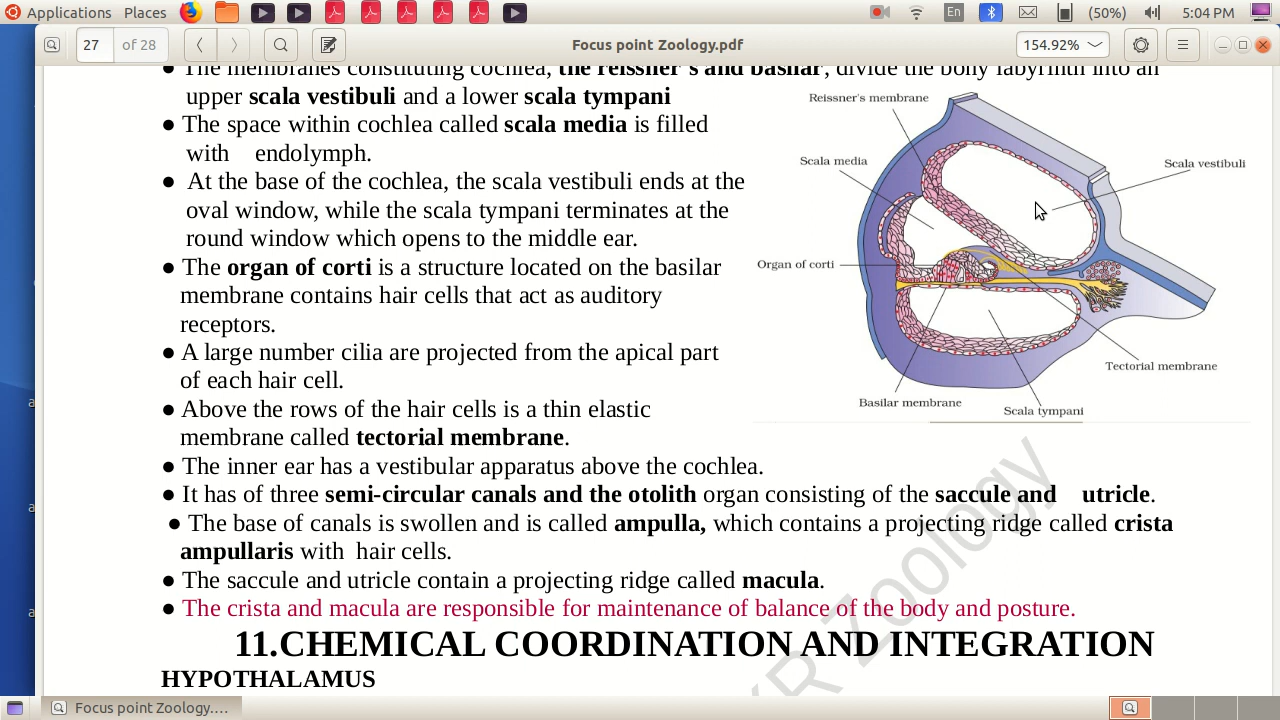 Applications Places En (50%) 5:04 PM
27 of 28 Focus point Zoology.pdf 154.92%
● The membranes constituting cochlea, the reissner's and basilar, divide the bony labyrinth into an
upper scala vestibuli and a lower scala tympani
● The space within cochlea called scala media is filled
with endolymph.
● At the base of the cochlea, the scala vestibuli ends at the
oval window, while the scala tympani terminates at the
round window which opens to the middle ear.
● The organ of corti is a structure located on the basilar
membrane contains hair cells that act as auditory
receptors.
● A large number cilia are projected from the apical part
of each hair cell.
● Above the rows of the hair cells is a thin elastic
membrane called tectorial membrane.
Reissner's membrane
Scala media
Scala vestibuli
Organ of corti
Tectorial membrane
Basilar membrane
Scala tympani
● The inner ear has a vestibular apparatus above the cochlea.
● It has of three semi-circular canals and the otolith organ consisting of the saccule and utricle.
● The base of canals is swollen and is called ampulla, which contains a projecting ridge called crista
ampullaris with hair cells.
● The saccule and utricle contain a projecting ridge called macula.
● The crista and macula are responsible for maintenance of balance of the body and posture.
11.CHEMICAL COORDINATION AND INTEGRATION
HYPOTHALAMUS
Zoology
Focus point Zoology....